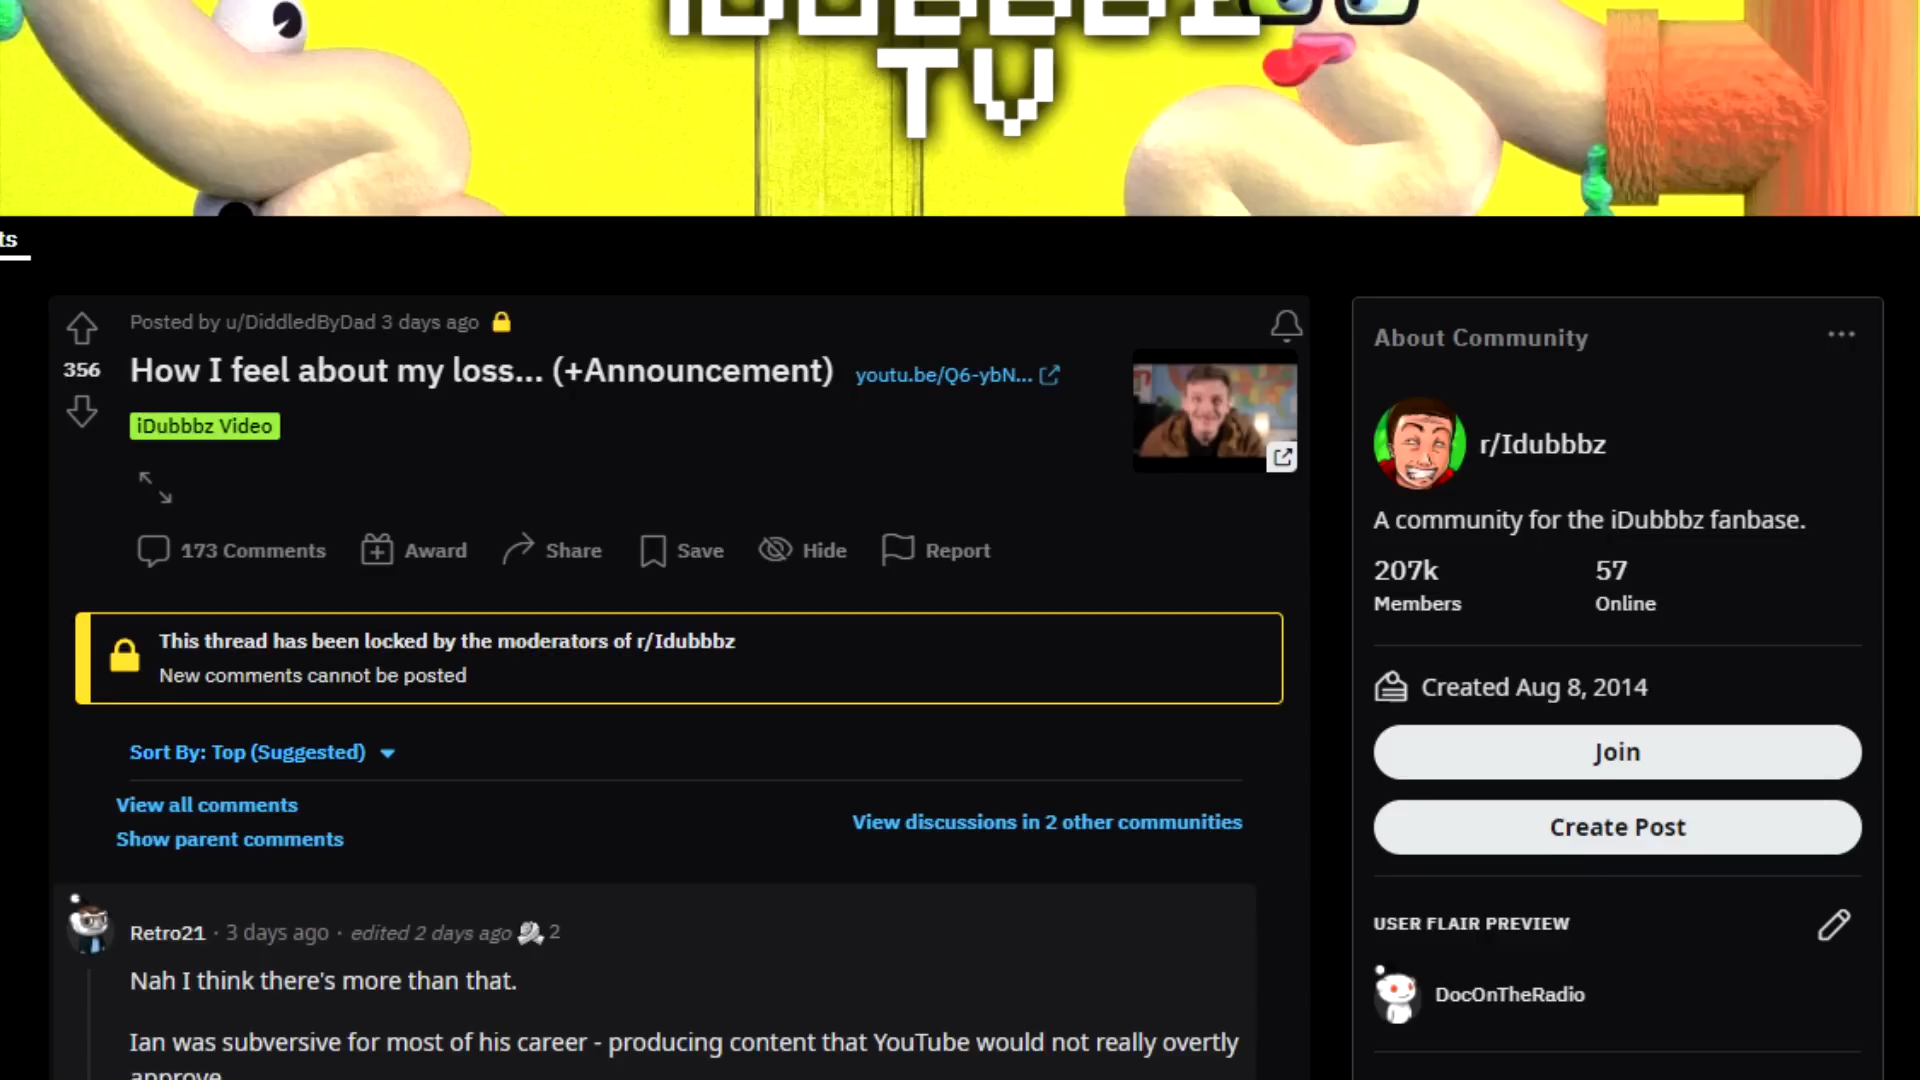 iDUBBBZ
TV
ts
Posted by u/DiddledByDad 3 days ago
356
How I feel about my loss... (+Announcement)
youtu.be/Q6-ybN...
iDubbbz Video
173 Comments
Award
Share
Save
Hide
Report
This thread has been locked by the moderators of r/Idubbbz
New comments cannot be posted
Sort By: Top (Suggested)
View all comments
Show parent comments
View discussions in 2 other communities
Retro21 · 3 days ago · edited 2 days ago 2
Nah I think there's more than that.
Ian was subversive for most of his career - producing content that YouTube would not really overtly
approve
About Community
r/Idubbbz
A community for the iDubbbz fanbase.
207k
Members
57
Online
Created Aug 8, 2014
Join
Create Post
USER FLAIR PREVIEW
DocOnTheRadio